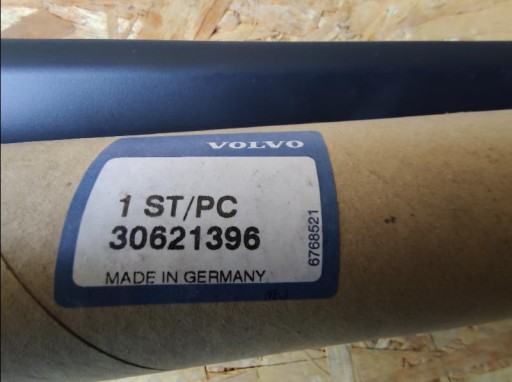 VOLVO
1 ST/PC
30621396
MADE IN GERMANY
6768521